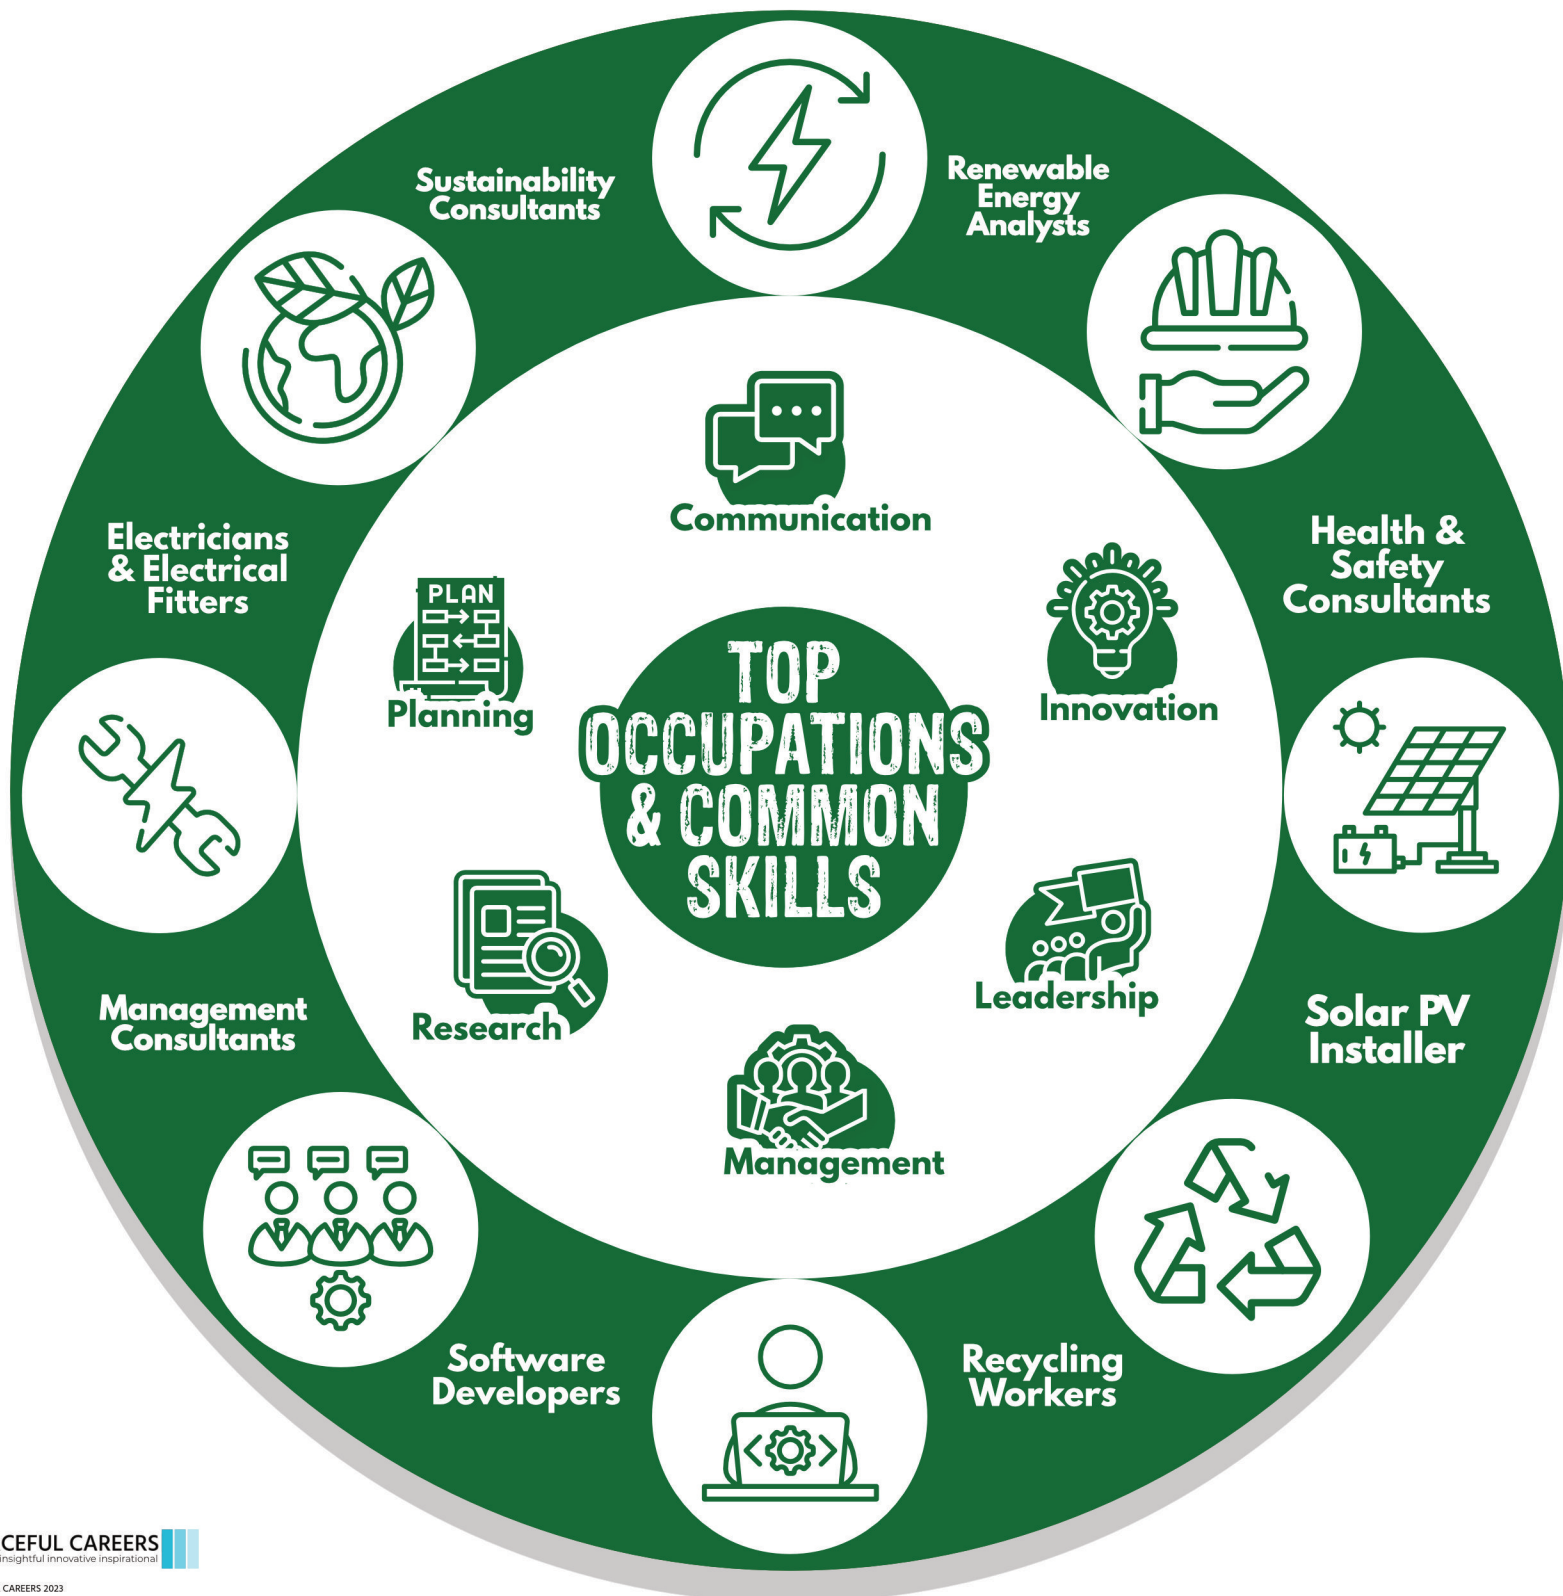 Sustainability
Consultants
Renewable
Energy
Analysts
Electricians
& Electrical
Fitters
Health &
Safety
Consultants
Communication
PLAN
Planning
Innovation
TOP
OCCUPATIONS
& COMMON
SKILLS
Research
Leadership
Management
Management
Consultants
Solar PV
Installer
Software
Developers
Recycling
Workers
CEFUL CAREERS
insightful innovative inspirational
CAREERS 2023